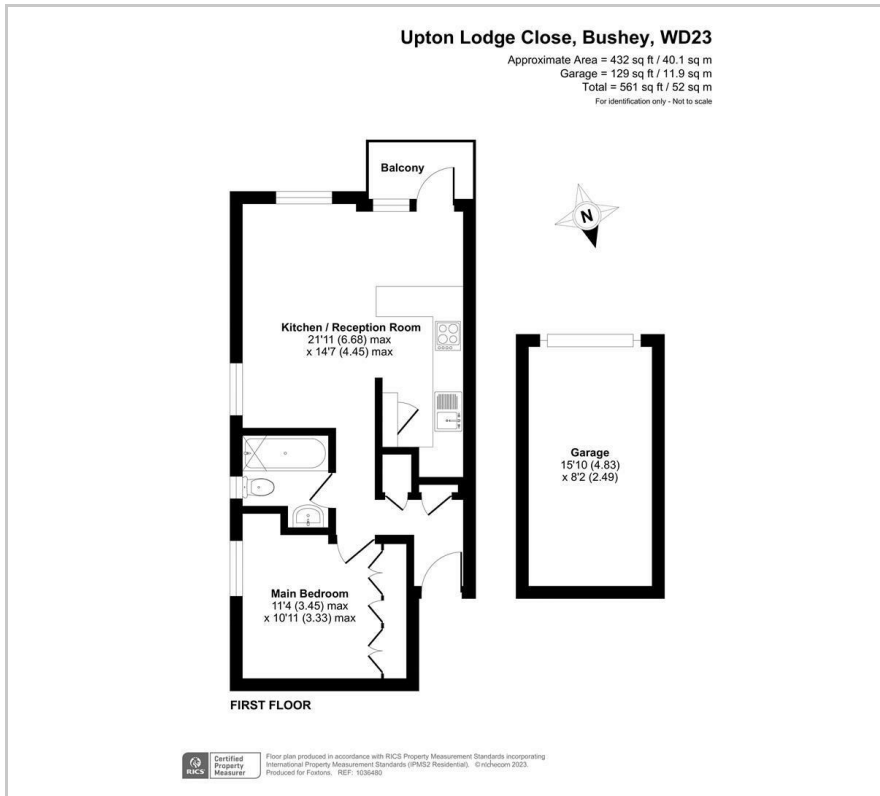 Upton Lodge Close, Bushey, WD23
Approximate Area = 432 sq ft / 40.1 sq m
Garage = 129 sq ft / 11.9 sq m
Total = 561 sq ft / 52 sq m
For identification only - Not to scale
Balcony
N
Kitchen / Reception Room
21'11 (6.68) max
x 14'7 (4.45) max
Garage
15'10 (4.83)
x 8'2 (2.49)
Main Bedroom
11'4 (3.45) max
x 10'11 (3.33) max
FIRST FLOOR
RICS
Certified
Property
Measurer
Floor plan produced in accordance with RICS Property Measurement Standards incorporating
International Property Measurement Standards (IPMS2 Residential). © nichecom 2023.
Produced for Foxtons. REF: 1036480